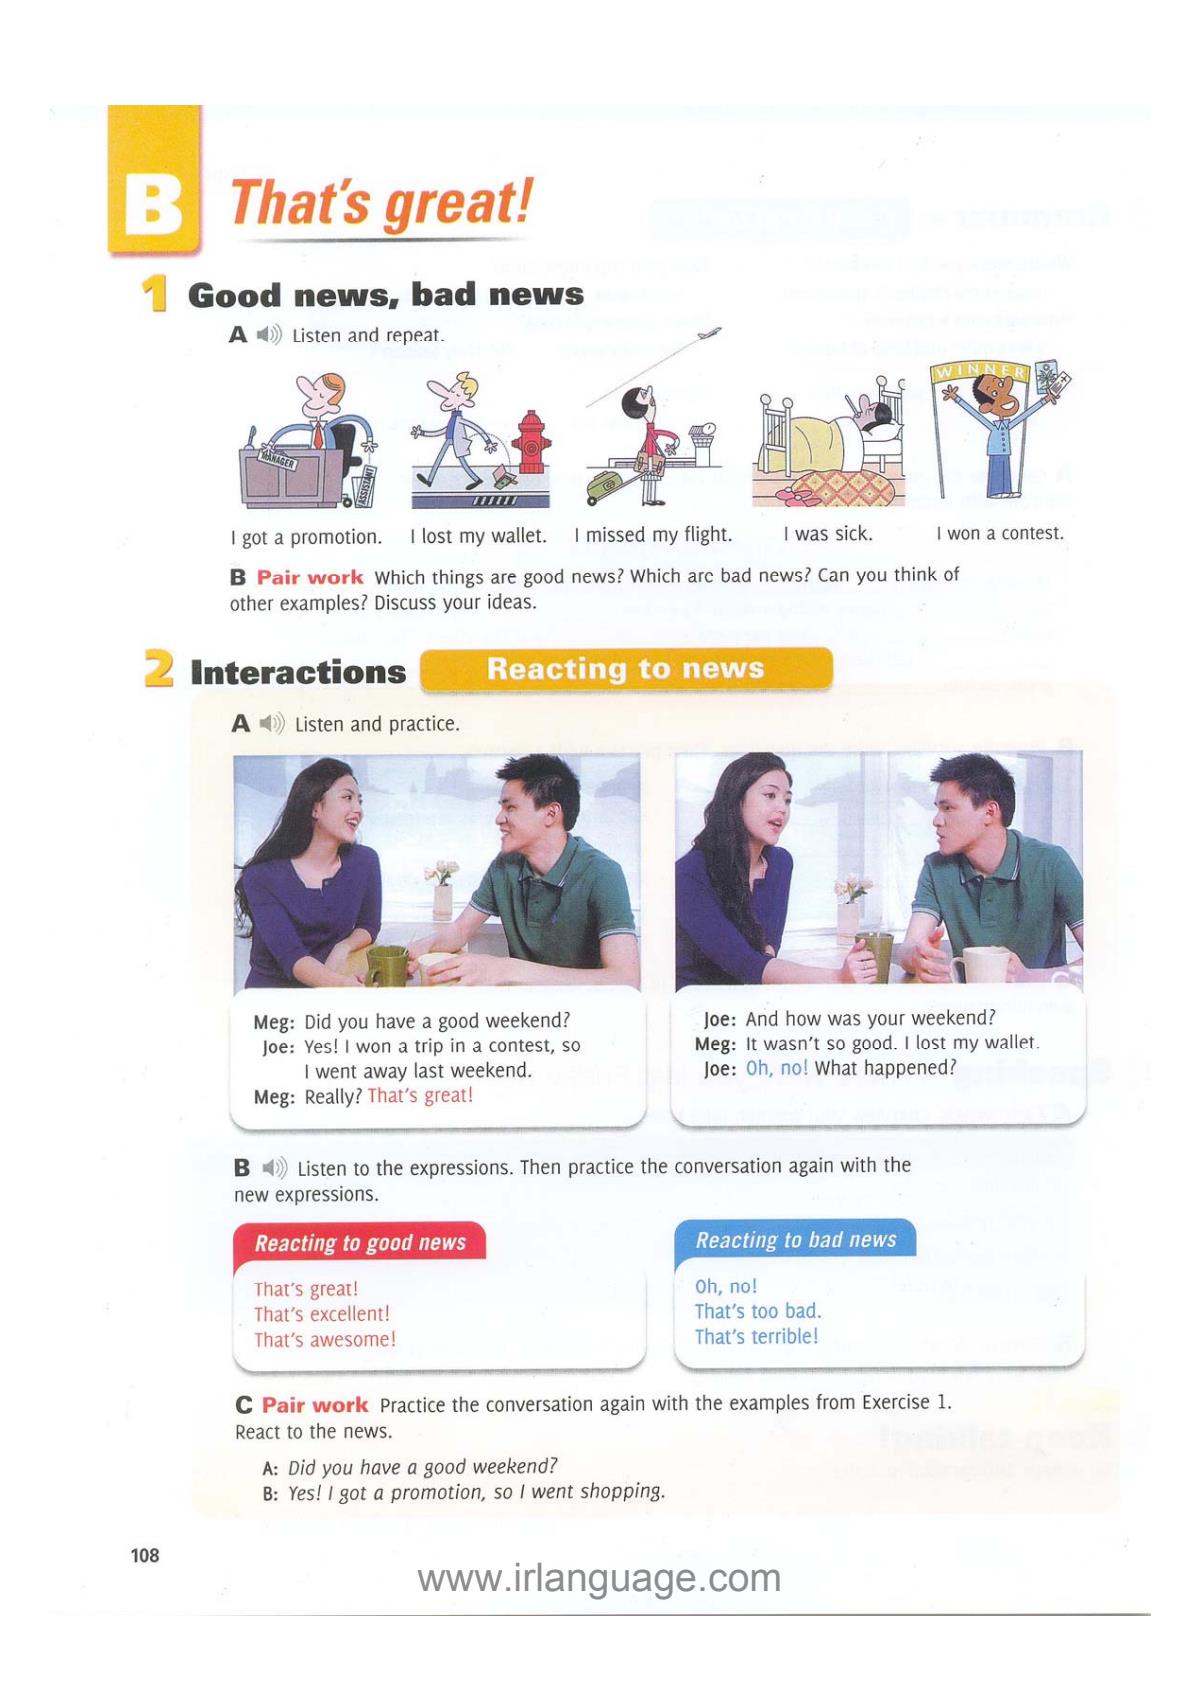 B
That's great!
1 Good news, bad news
A Listen and repeat.
MANAGER
ASSISTANT
WINNER
I got a promotion. I lost my wallet. I missed my flight. I was sick. I won a contest.
B Pair work Which things are good news? Which are bad news? Can you think of
other examples? Discuss your ideas.
2 Interactions Reacting to news
A Listen and practice.
Meg: Did you have a good weekend?
Joe: Yes! I won a trip in a contest, so
I went away last weekend.
Meg: Really? That's great!
Joe: And how was your weekend?
Meg: It wasn't so good. I lost my wallet.
Joe: Oh, no! What happened?
B Listen to the expressions. Then practice the conversation again with the
new expressions.
Reacting to good news
That's great!
That's excellent!
That's awesome!
Reacting to bad news
Oh, no!
That's too bad.
That's terrible!
C Pair work Practice the conversation again with the examples from Exercise 1.
React to the news.
A: Did you have a good weekend?
B: Yes! I got a promotion, so I went shopping.
108
www.irlanguage.com